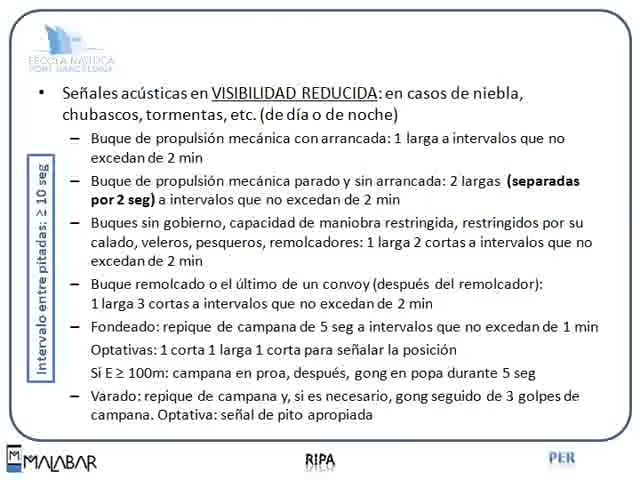 ESCOLA NÀUTICA
PORT BARCELONA
• Señales acústicas en VISIBILIDAD REDUCIDA: en casos de niebla,
chubascos, tormentas, etc. (de día o de noche)
– Buque de propulsión mecánica con arrancada: 1 larga a intervalos que no
excedan de 2 min
– Buque de propulsión mecánica parado y sin arrancada: 2 largas (separadas
por 2 seg) a intervalos que no excedan de 2 min
– Buques sin gobierno, capacidad de maniobra restringida, restringidos por su
calado, veleros, pesqueros, remolcadores: 1 larga 2 cortas a intervalos que no
excedan de 2 min
– Buque remolcado o el último de un convoy (después del remolcador):
1 larga 3 cortas a intervalos que no excedan de 2 min
– Fondeado: repique de campana de 5 seg a intervalos que no excedan de 1 min
Optativas: 1 corta 1 larga 1 corta para señalar la posición
Sí E ≥ 100m: campana en proa, después, gong en popa durante 5 seg
– Varado: repique de campana y, si es necesario, gong seguido de 3 golpes de
campana. Optativa: señal de pito apropiada
Intervalo entre pitadas: ≥ 10 seg
MALABAR
RIPA
PER